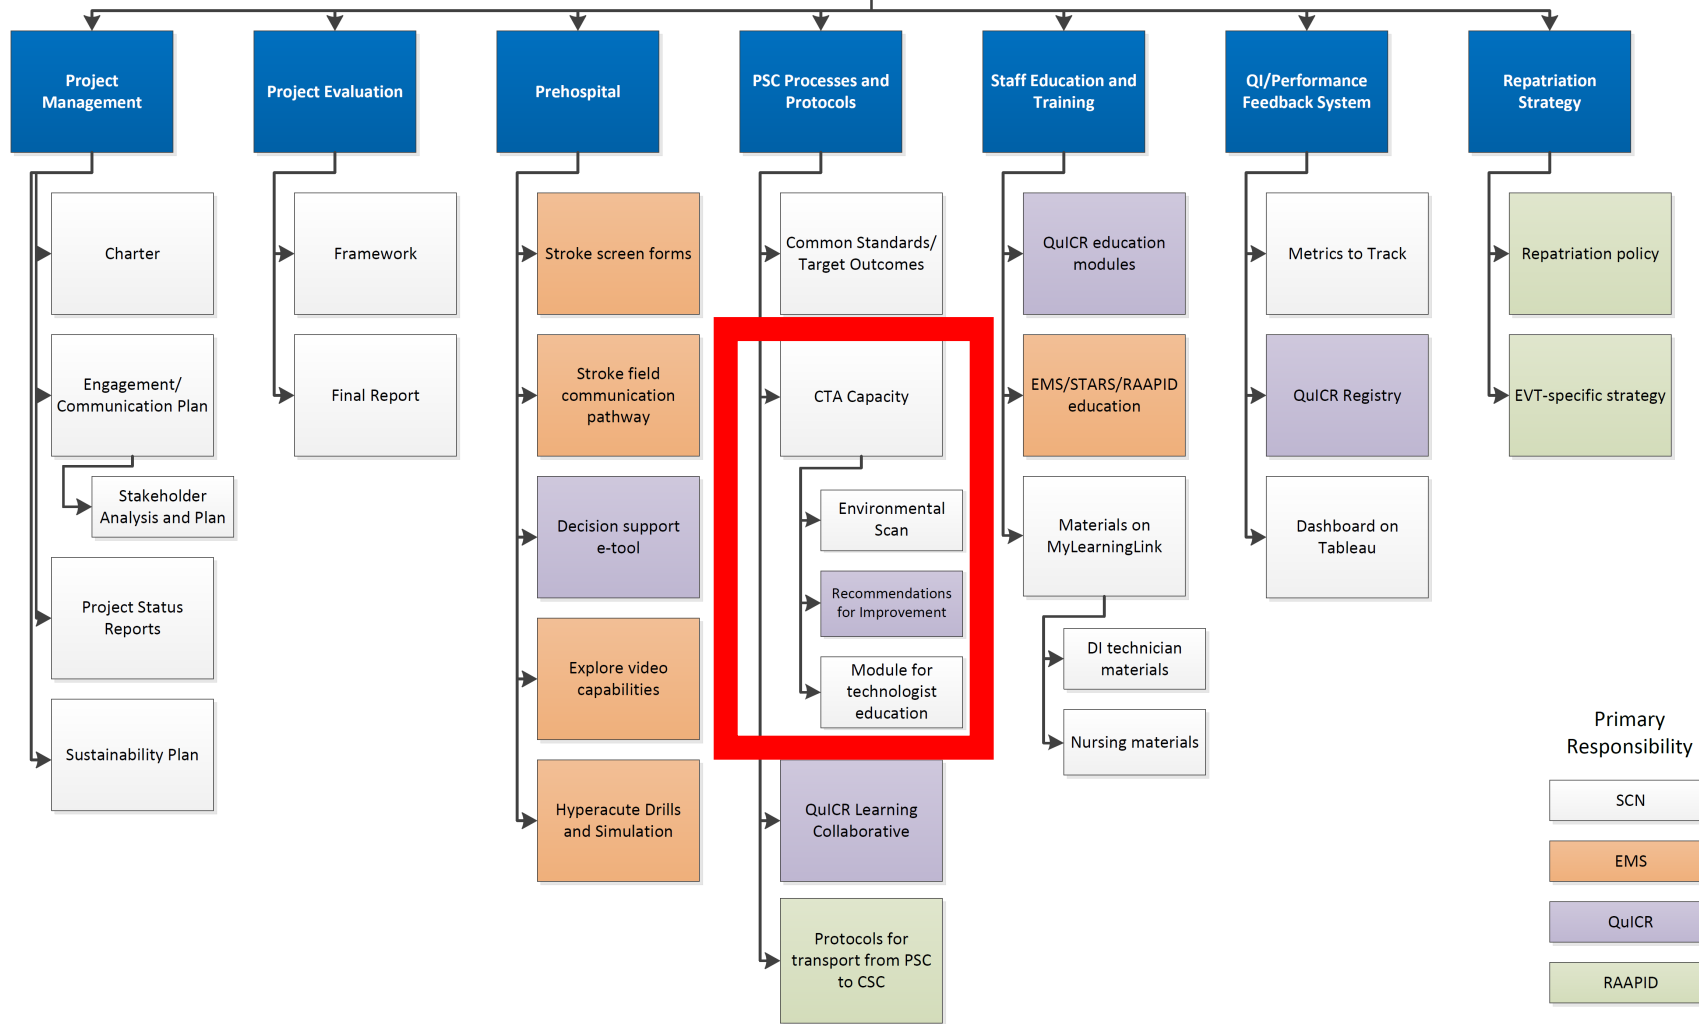 Project
Management
Project Evaluation
Prehospital
PSC Processes and
Protocols
Staff Education and
Training
QI/Performance
Feedback System
Repatriation
Strategy
Charter
Engagement/
Communication Plan
Stakeholder
Analysis and Plan
Project Status
Reports
Sustainability Plan
Framework
Final Report
Stroke screen forms
Stroke field
communication
pathway
Decision support
e-tool
Explore video
capabilities
Hyperacute Drills
and Simulation
Common Standards/
Target Outcomes
CTA Capacity
Environmental
Scan
Recommendations
for Improvement
Module for
technologist
education
QuICR Learning
Collaborative
Protocols for
transport from PSC
to CSC
QuICR education
modules
EMS/STARS/RAAPID
education
Materials on
MyLearningLink
DI technician
materials
Nursing materials
Metrics to Track
QuICR Registry
Dashboard on
Tableau
Repatriation policy
EVT-specific strategy
Primary
Responsibility
SCN
EMS
QuICR
RAAPID